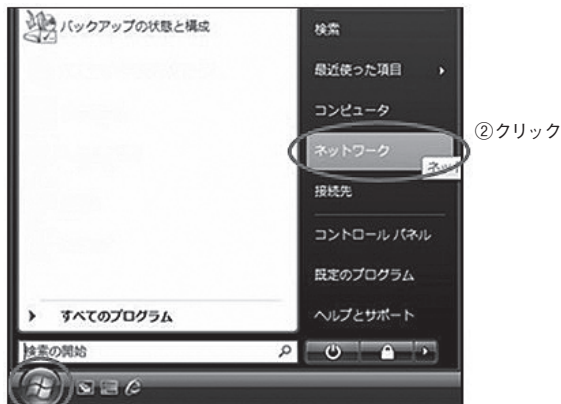 バックアップの状態と構成
検索
最近使った項目
コンピュータ
ネットワーク
ネッ
②クリック
接続先
コントロール パネル
既定のプログラム
すべてのプログラム
ヘルプとサポート
検索の開始